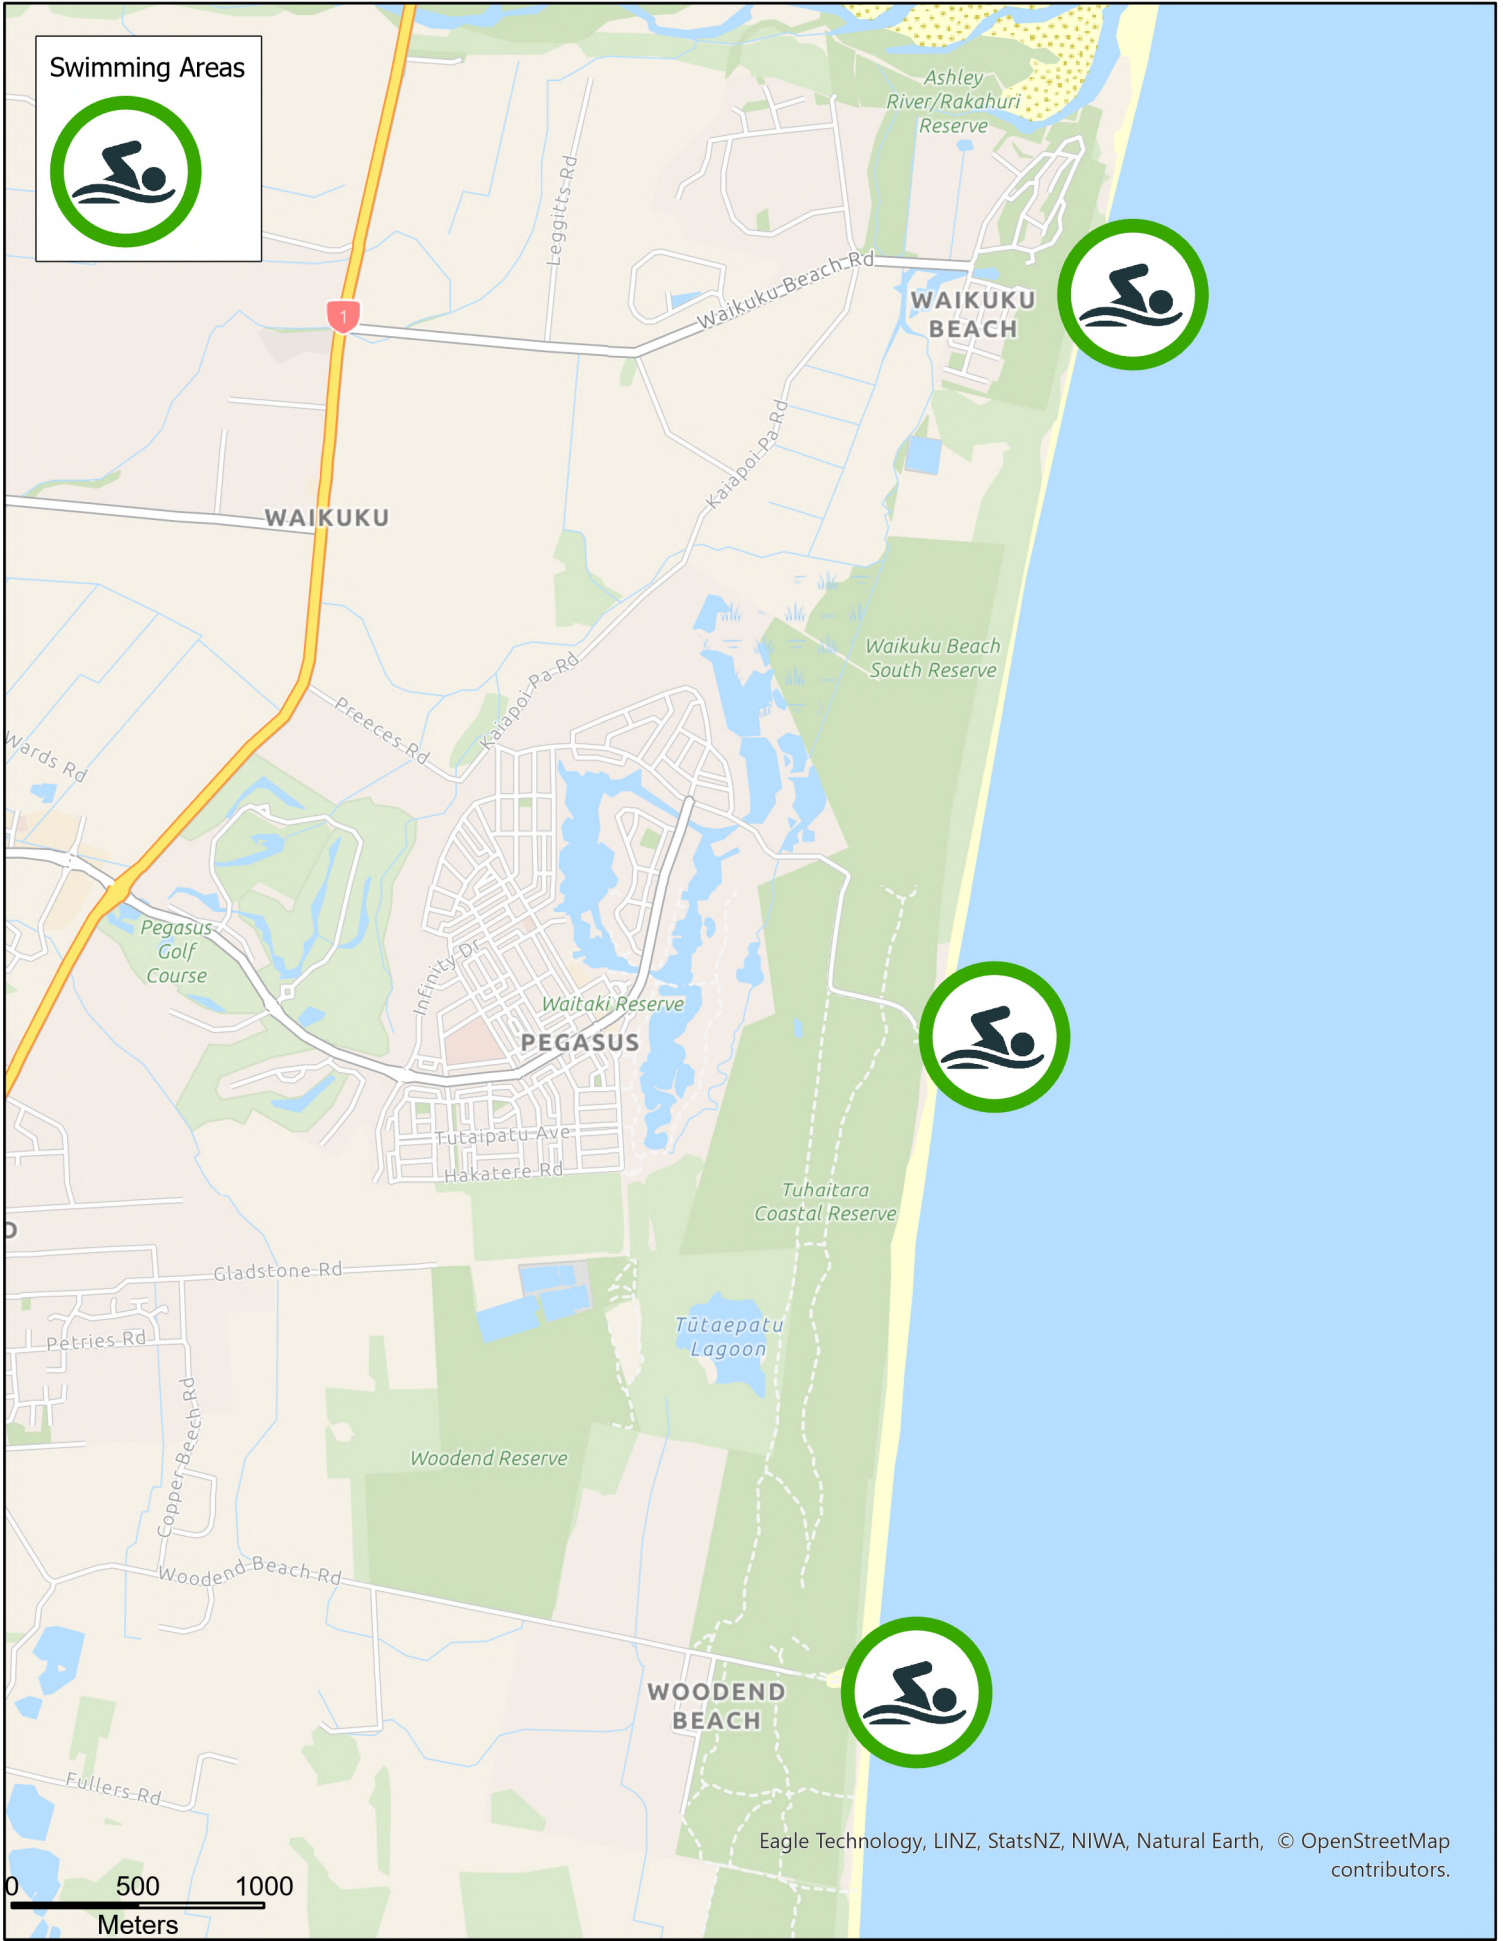 Swimming Areas
Ashley
River/Rakahuri
Reserve
Leggitts Rd
Waikuku Beach Rd
WAIKUKU
BEACH
1
Kaiapoi Pa Rd
WAIKUKU
Waikuku Beach
South Reserve
Kaiapoi Pa Rd
Preeces Rd
Wards Rd
Pegasus
Golf
Course
Infinity Dr
Waitaki Reserve
PEGASUS
Tutaipatu Ave
Hakatere Rd
Tuhaitara
Coastal Reserve
D
Gladstone Rd
Petries Rd
Tūtaepatu
Lagoon
Copper Beech Rd
Woodend Reserve
Woodend Beach Rd
WOODEND
BEACH
Fullers Rd
Eagle Technology, LINZ, StatsNZ, NIWA, Natural Earth, © OpenStreetMap
contributors.
0 500 1000
Meters